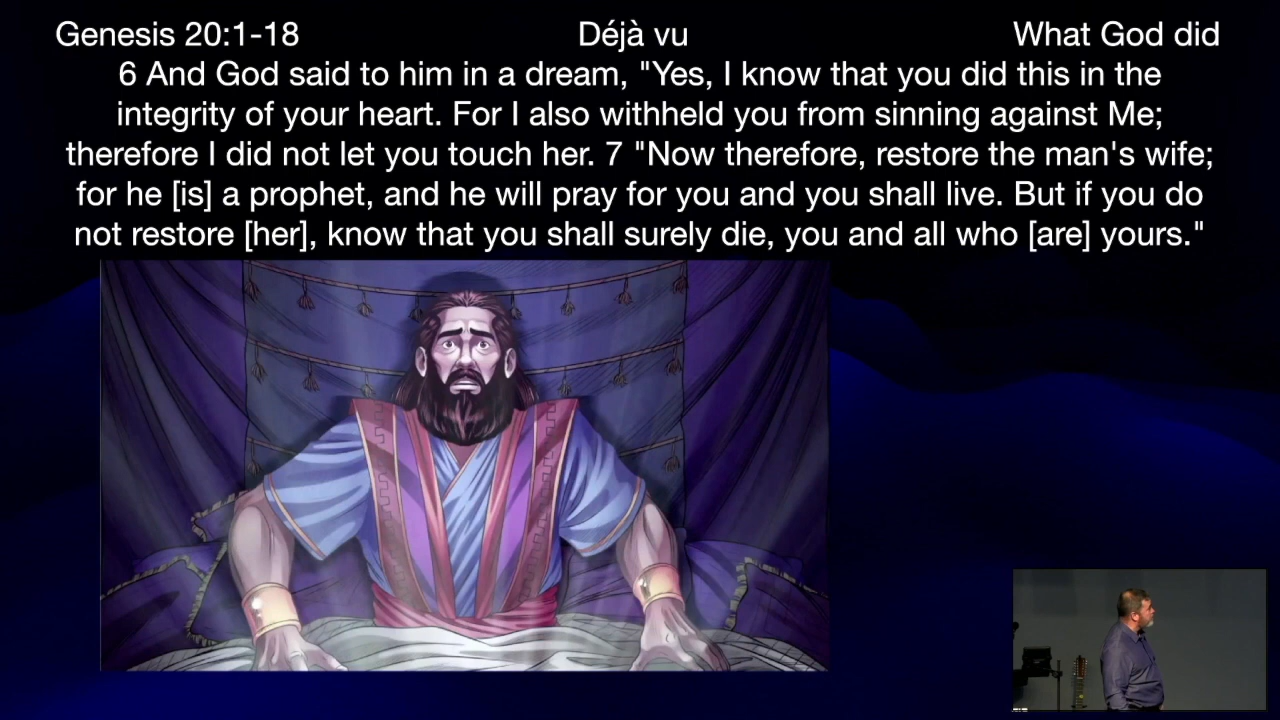 Genesis 20:1-18 Déjà vu What God did
6 And God said to him in a dream, "Yes, I know that you did this in the
integrity of your heart. For I also withheld you from sinning against Me;
therefore I did not let you touch her. 7 "Now therefore, restore the man's wife;
for he [is] a prophet, and he will pray for you and you shall live. But if you do
not restore [her], know that you shall surely die, you and all who [are] yours."